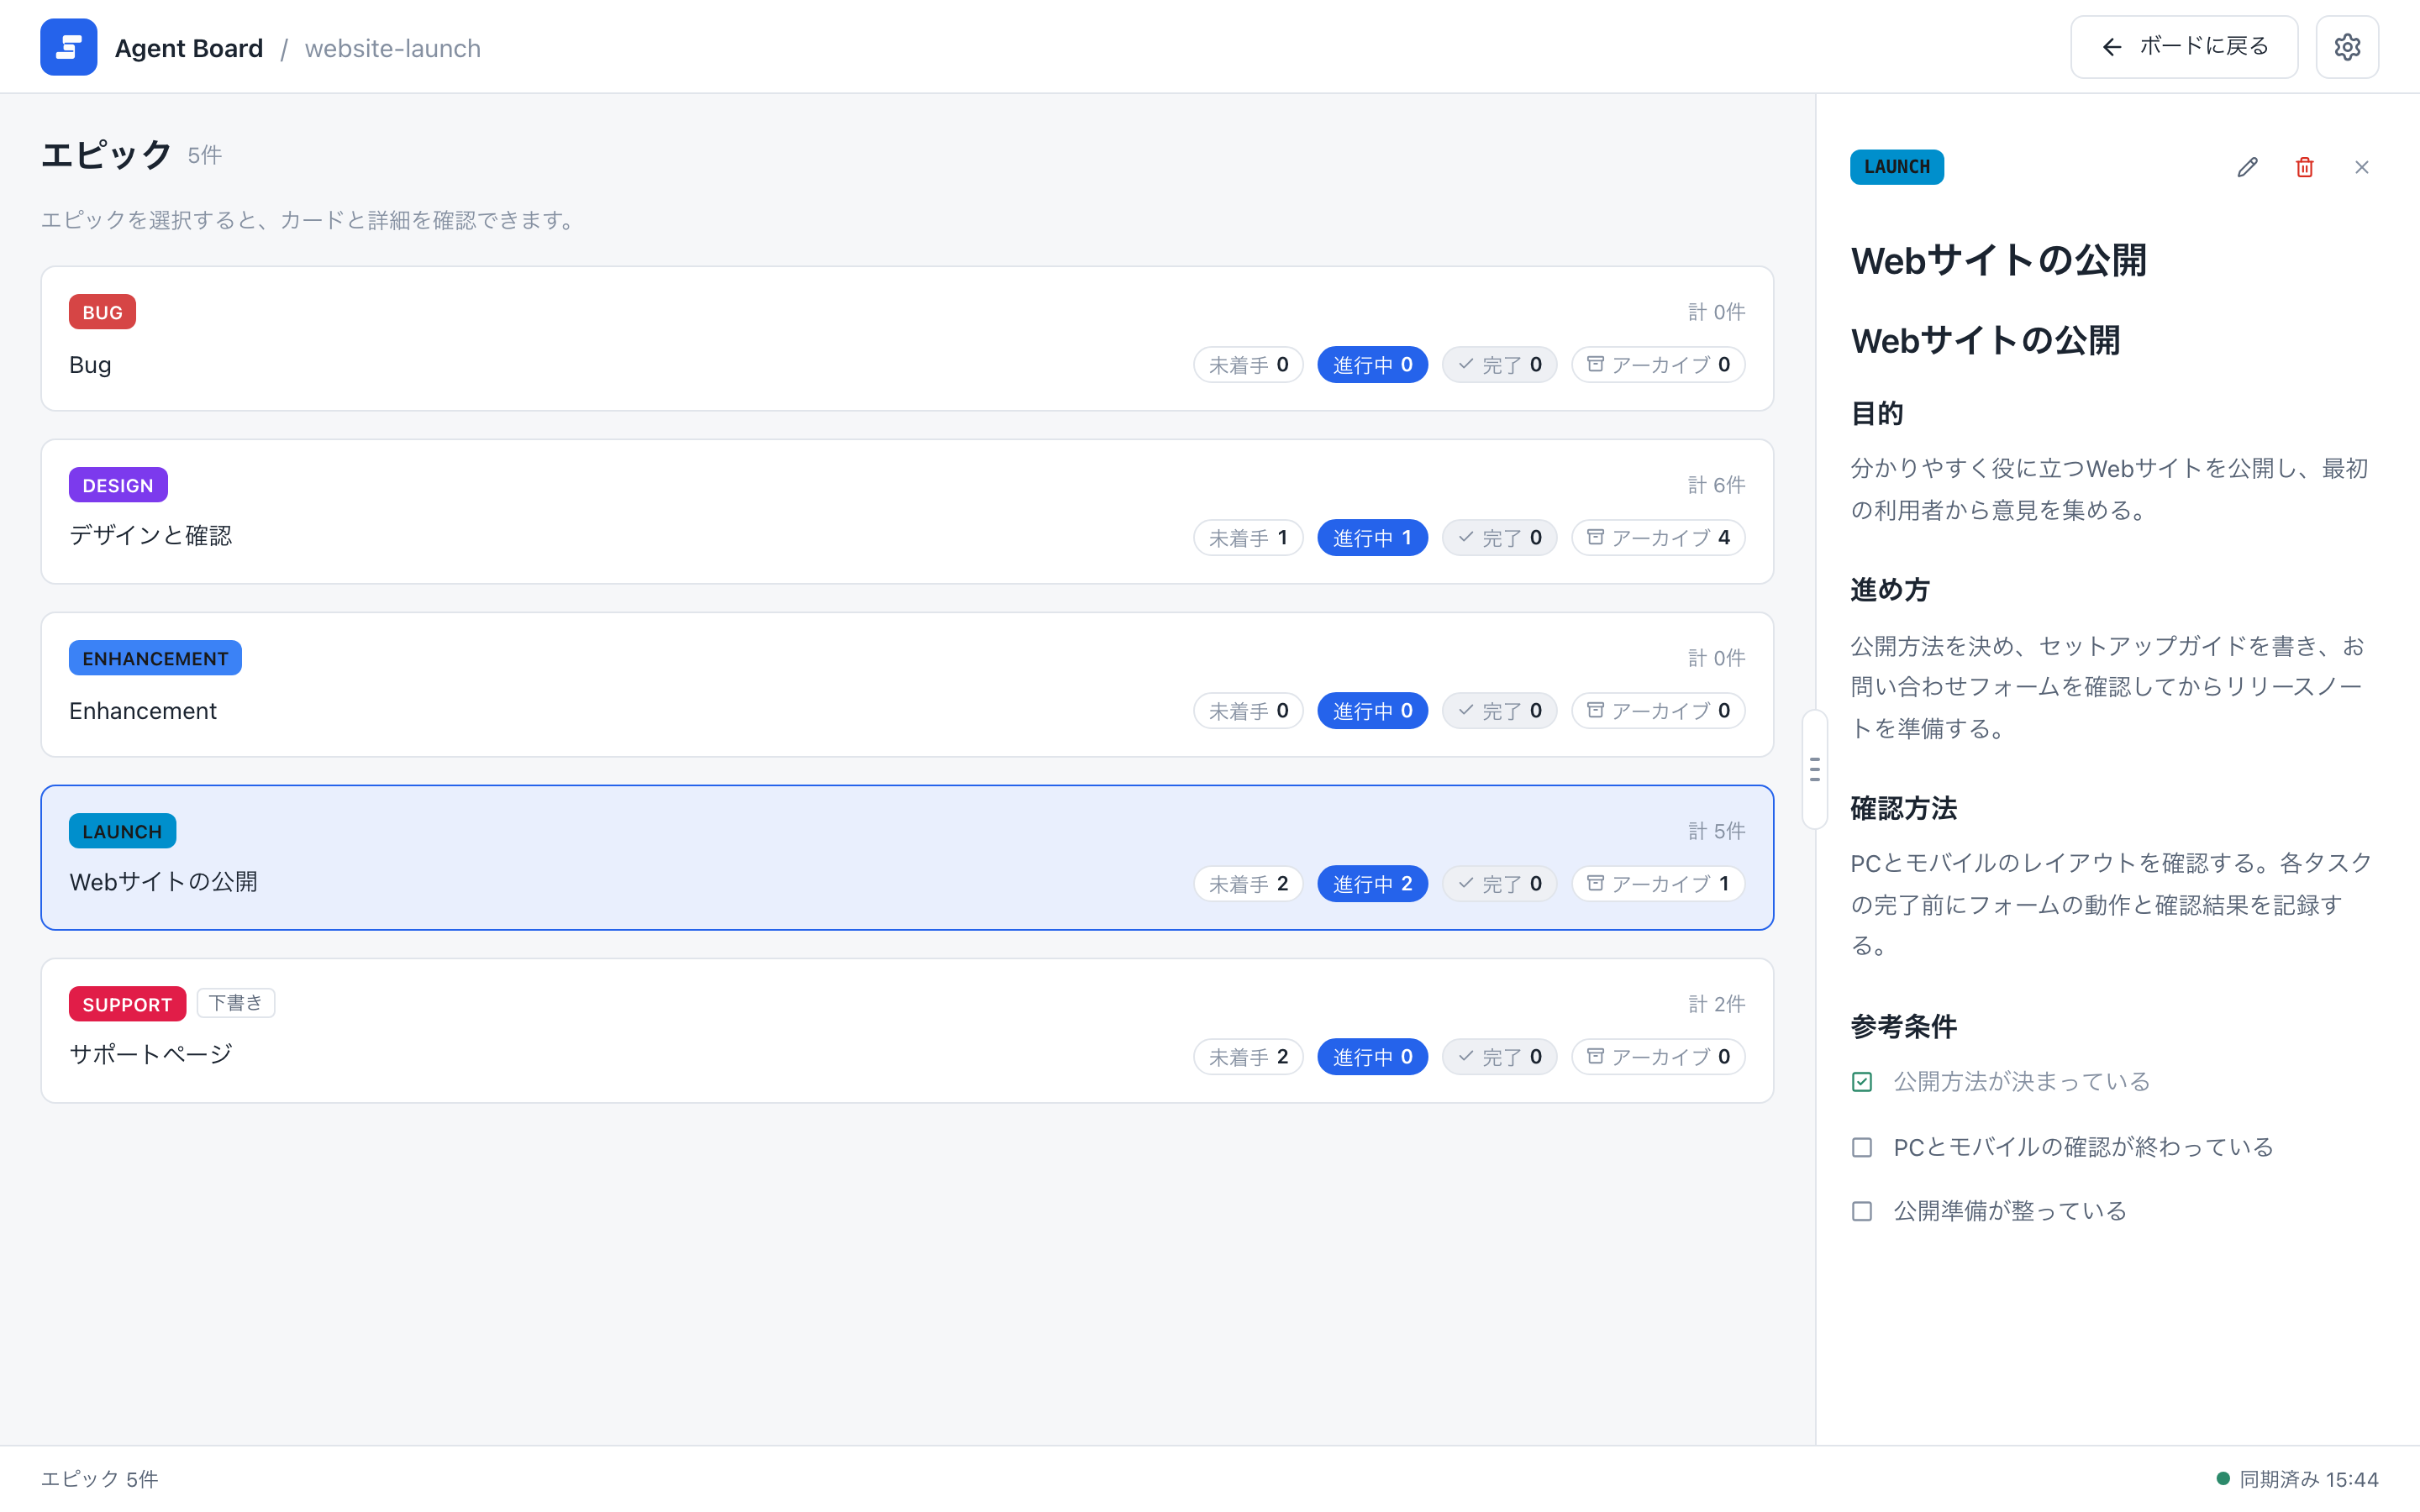 Agent Board / website-launch
ボードに戻る
エピック 5件
エピックを選択すると、カードと詳細を確認できます。
BUG
計 0件
Bug
未着手 0 進行中 0 完了 0 アーカイブ 0
DESIGN
計 6件
デザインと確認
未着手 1 進行中 1 完了 0 アーカイブ 4
ENHANCEMENT
計 0件
Enhancement
未着手 0 進行中 0 完了 0 アーカイブ 0
LAUNCH
計 5件
Webサイトの公開
未着手 2 進行中 2 完了 0 アーカイブ 1
SUPPORT 下書き
計 2件
サポートページ
未着手 2 進行中 0 完了 0 アーカイブ 0
LAUNCH
Webサイトの公開
Webサイトの公開
目的
分かりやすく役に立つWebサイトを公開し、最初
の利用者から意見を集める。
進め方
公開方法を決め、セットアップガイドを書き、お
問い合わせフォームを確認してからリリースノー
トを準備する。
確認方法
PCとモバイルのレイアウトを確認する。各タスク
の完了前にフォームの動作と確認結果を記録す
る。
参考条件
公開方法が決まっている
PCとモバイルの確認が終わっている
公開準備が整っている
エピック 5件
同期済み 15:44